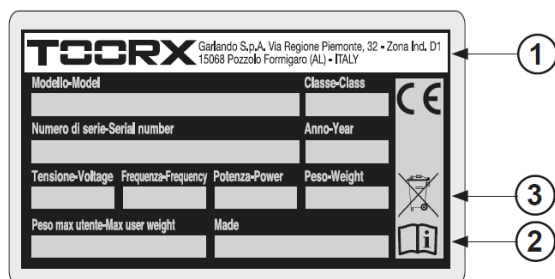 TOORX Garlando S.p.A. Via Regione Piemonte, 32 - Zona Ind. D1
15068 Pozzolo Formigaro (AL) - ITALY
1
Modello-Model Classe-Class
CE
Numero di serie-Serial number Anno-Year
Tensione-Voltage Frequenza-Frequency Potenza-Power Peso-Weight
3
Peso max utente-Max user weight Made
i
2